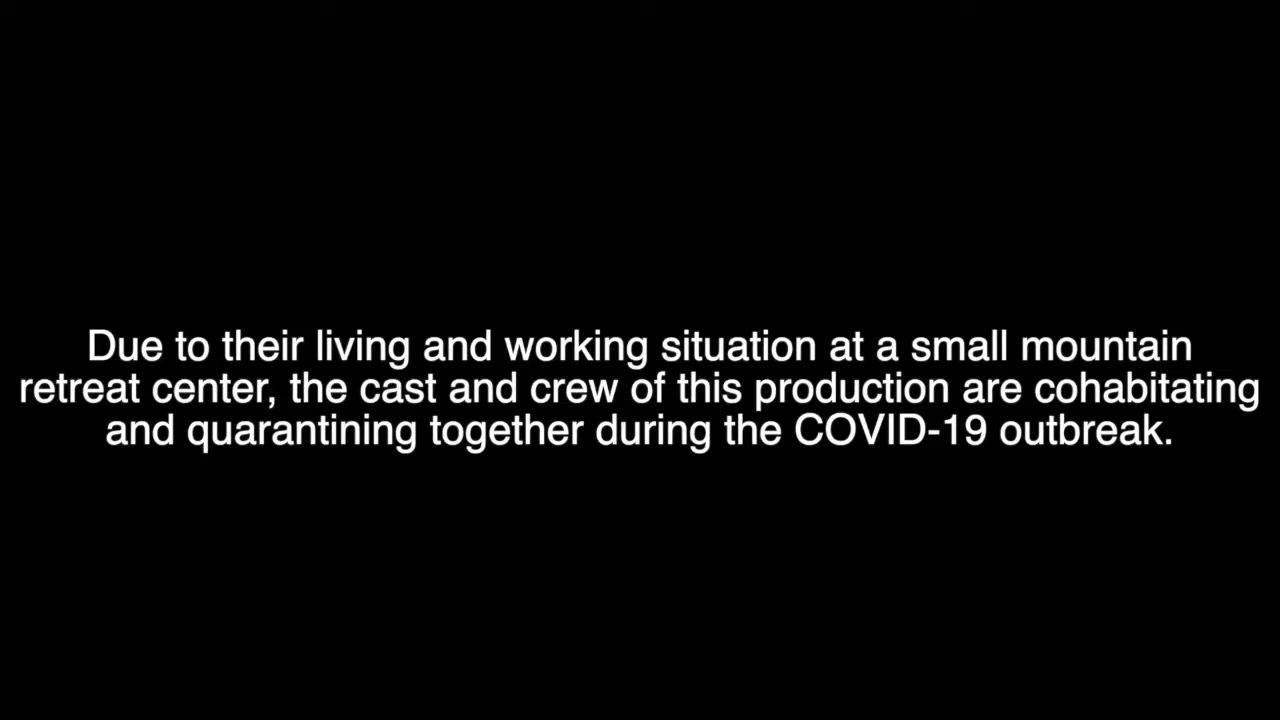 Due to their living and working situation at a small mountain
retreat center, the cast and crew of this production are cohabitating
and quarantining together during the COVID-19 outbreak.